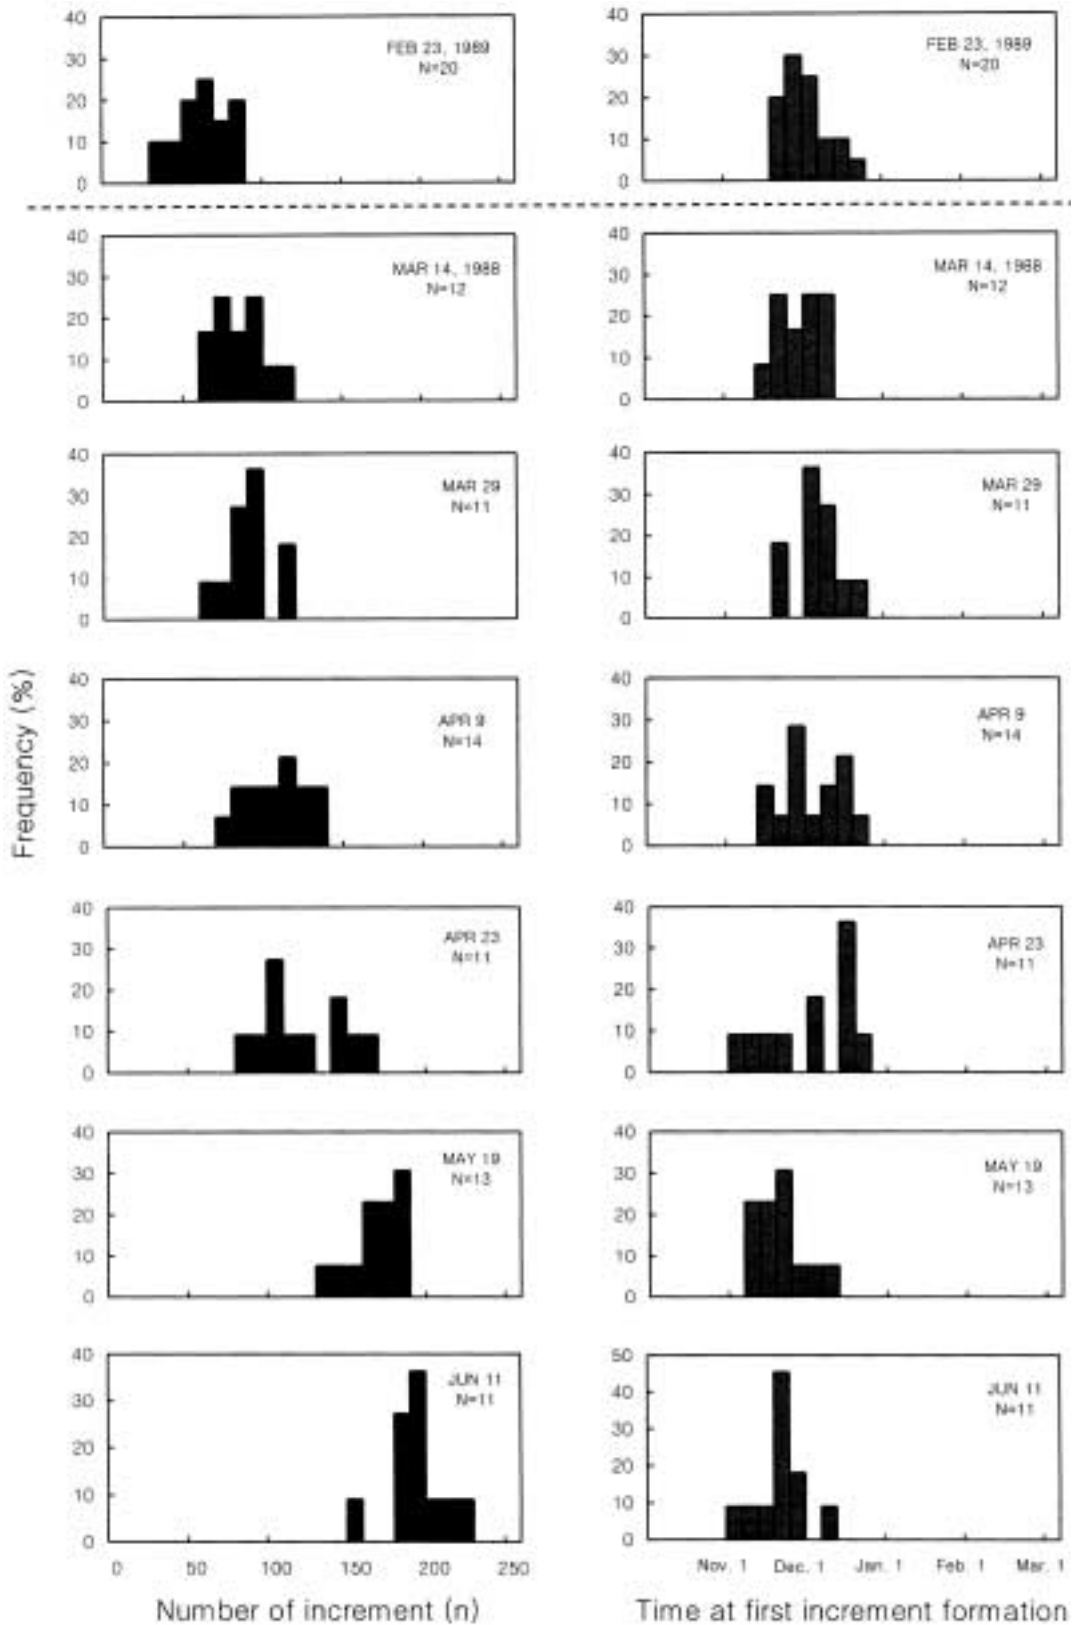 40
30
20
10
0
FEB 23, 1989
N=20
40
30
20
10
0
FEB 23, 1989
N=20
40
30
20
10
0
MAR 14, 1988
N=12
40
30
20
10
0
MAR 14, 1988
N=12
40
30
20
10
0
MAR 29
N=11
40
30
20
10
0
MAR 29
N=11
Frequency (%)
40
30
20
10
0
APR 9
N=14
40
30
20
10
0
APR 9
N=14
40
30
20
10
0
APR 23
N=11
40
30
20
10
0
APR 23
N=11
40
30
20
10
0
MAY 19
N=13
40
30
20
10
0
MAY 19
N=13
40
30
20
10
0
JUN 11
N=11
0 50 100 150 200 250
Number of increment (n)
50
40
30
20
10
0
JUN 11
N=11
Nov. 1 Dec. 1 Jan. 1 Feb. 1 Mar. 1
Time at first increment formation